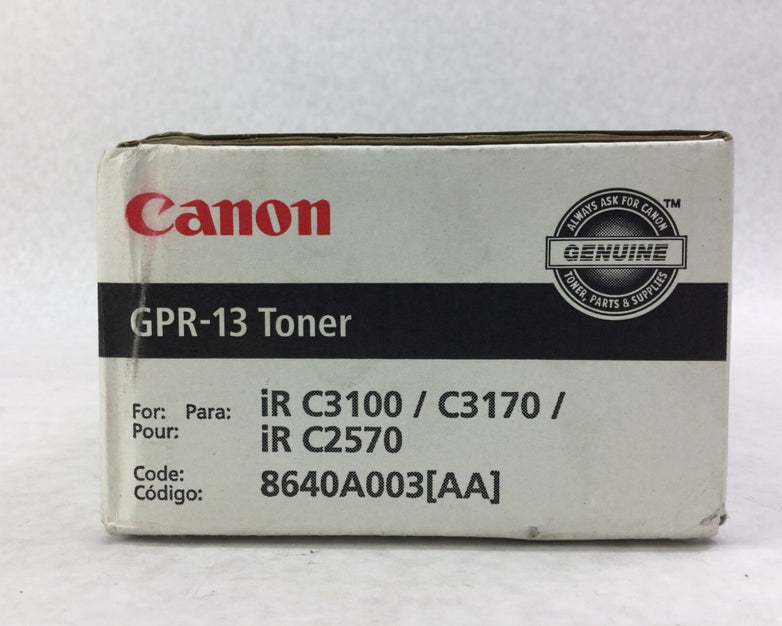 Canon
ALWAYS ASK FOR CANON
TM
GENUINE
TONER, PARTS & SUPPLIES
GPR-13 Toner
For: Para: iR C3100 / C3170 /
Pour: iR C2570
Code:
Código: 8640A003[AA]